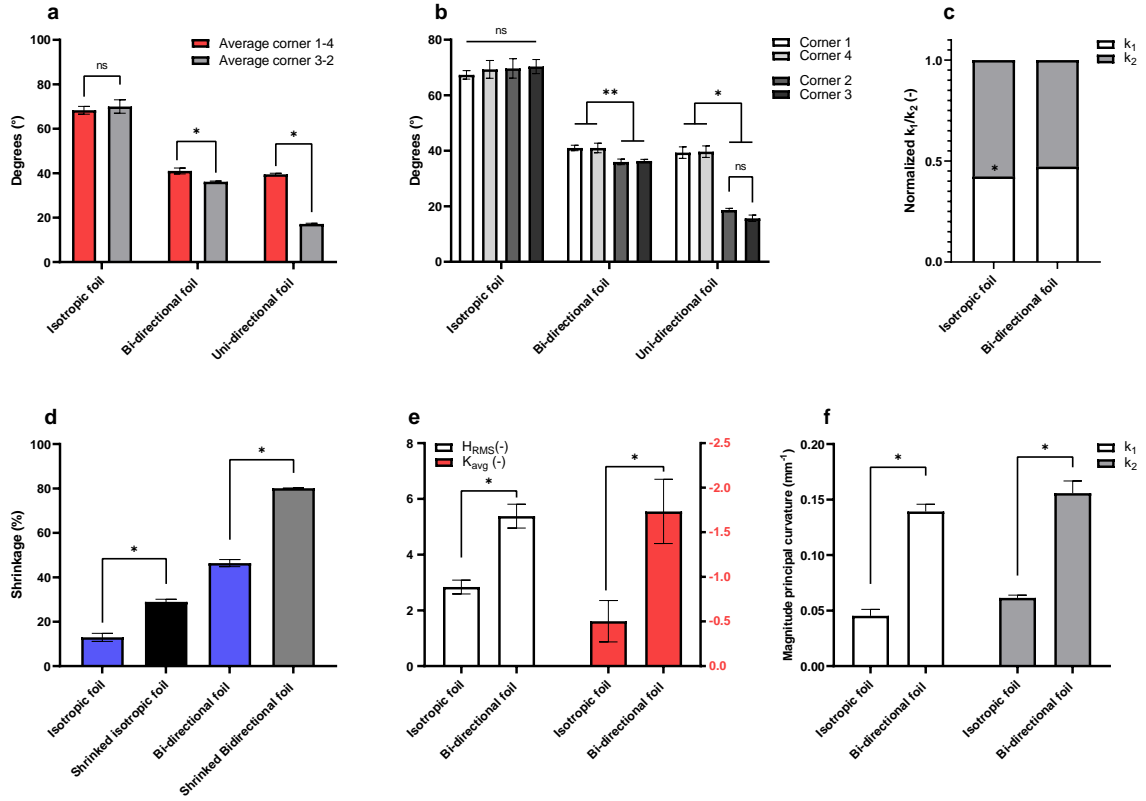 a
Degrees (°)
100
80
60
40
20
0
Average corner 1-4
Average corner 3-2
ns
*
*
Isotropic foil
Bi-directional foil
Uni-directional foil
b
Degrees (°)
80
60
40
20
0
Corner 1
Corner 4
Corner 2
Corner 3
ns
**
*
ns
Isotropic foil
Bi-directional foil
Uni-directional foil
c
Normalized k1/k2 (-)
1.0
0.5
0.0
k1
k2
*
Isotropic foil
Bi-directional foil
d
Shrinkage (%)
100
80
60
40
20
0
*
*
Isotropic foil
Shrinked isotropic foil
Bi-directional foil
Shrinked Bidirectional foil
e
8
6
4
2
0
HRMS(-)
Kavg (-)
*
*
-2.5
-2.0
-1.5
-1.0
-0.5
0.0
Isotropic foil
Bi-directional foil
Isotropic foil
Bi-directional foil
f
Magnitude principal curvature (mm-1)
0.20
0.15
0.10
0.05
0.00
k1
k2
*
*
Isotropic foil
Bi-directional foil
Isotropic foil
Bi-directional foil